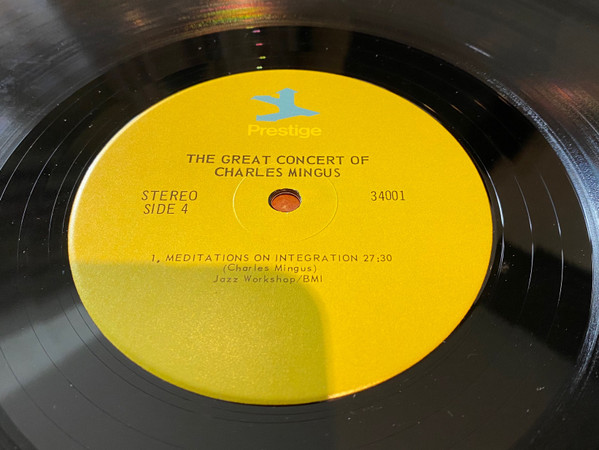 Prestige
THE GREAT CONCERT OF
CHARLES MINGUS
STEREO 34001
SIDE 4
1, MEDITATIONS ON INTEGRATION 27:30
(Charles Mingus)
Jazz Workshop/BMI